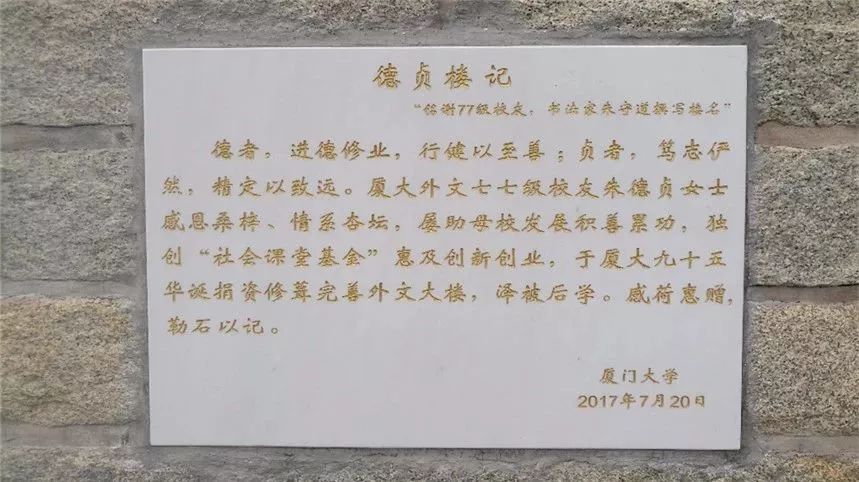 德贞楼记
“铭谢77级校友，书法家朱守道撰写楼名”
德者，进德修业，行健以至善；贞者，笃志伊
然，精定以致远。厦大外文七七级校友朱德贞女士
感恩桑梓、情系杏坛，屡助母校发展积善累功，独
创“社会课堂基金”惠及创新创业，于厦大九十五
华诞捐资修葺完善外文大楼，泽被后学。感荷惠赠,
勒石以记。
厦门大学
2017年7月20日